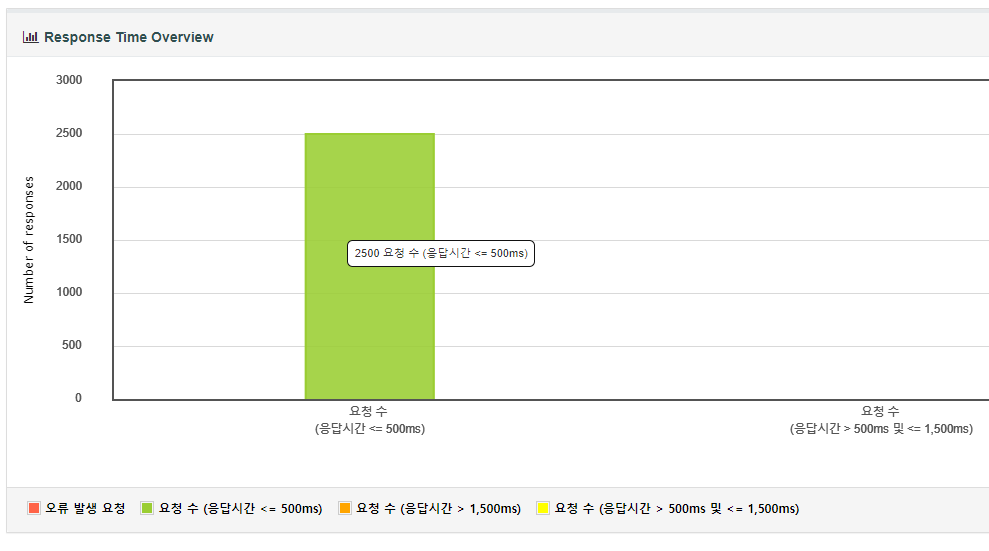 Response Time Overview
3000
2500
2000
1500
1000
500
0
Number of responses
2500 요청 수 (응답시간 <= 500ms)
요청 수
(응답시간 <= 500ms)
요청 수
(응답시간 > 500ms 및 <= 1,500ms)
오류 발생 요청 요청 수 (응답시간 <= 500ms) 요청 수 (응답시간 > 1,500ms) 요청 수 (응답시간 > 500ms 및 <= 1,500ms)